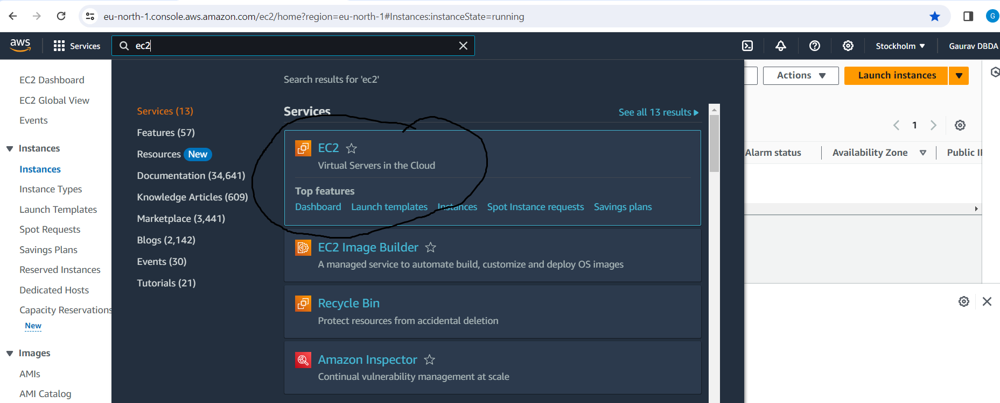 eu-north-1.console.aws.amazon.com/ec2/home?region=eu-north-1#Instances:instanceState=running
G
aws
Services
ec2
Stockholm
Gaurav DBDA
EC2 Dashboard
EC2 Global View
Events
Instances
Instances
Instance Types
Launch Templates
Spot Requests
Savings Plans
Reserved Instances
Dedicated Hosts
Capacity Reservations
New
Images
AMIs
AMI Catalog
Search results for 'ec2'
Services (13)
Features (57)
Resources New
Documentation (34,641)
Knowledge Articles (609)
Marketplace (3,441)
Blogs (2,142)
Events (30)
Tutorials (21)
Services
See all 13 results
EC2
Virtual Servers in the Cloud
Top features
Dashboard Launch templates Instances Spot Instance requests Savings plans
EC2 Image Builder
A managed service to automate build, customize and deploy OS images
Recycle Bin
Protect resources from accidental deletion
Amazon Inspector
Continual vulnerability management at scale
Actions
Launch instances
1
Alarm status
Availability Zone
Public